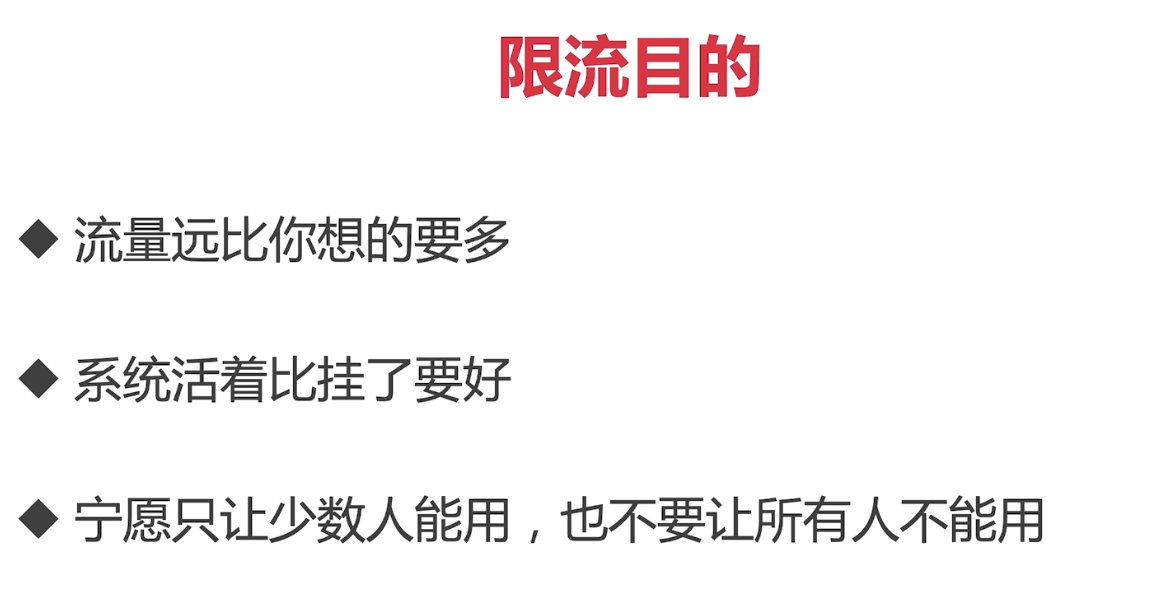 限流目的
◆ 流量远比你想的要多
◆ 系统活着比挂了要好
◆ 宁愿只让少数人能用，也不要让所有人不能用